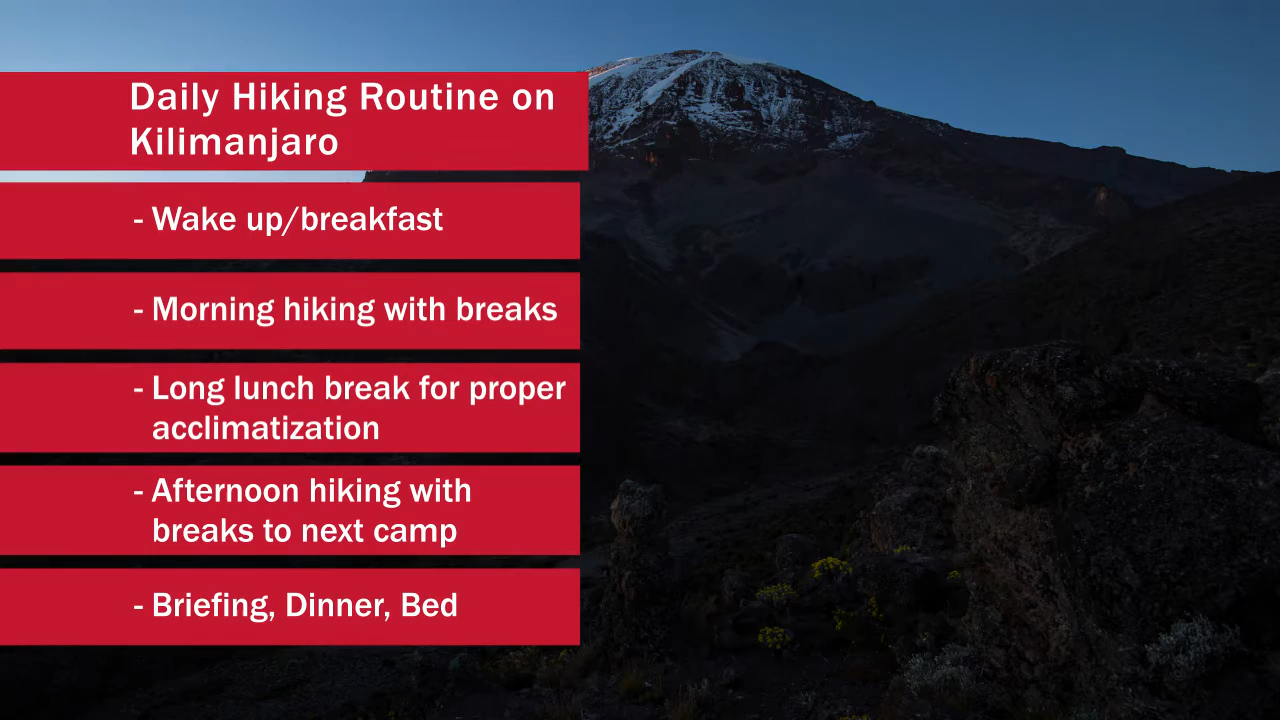 Daily Hiking Routine on
Kilimanjaro
- Wake up/breakfast
- Morning hiking with breaks
- Long lunch break for proper
acclimatization
- Afternoon hiking with
breaks to next camp
- Briefing, Dinner, Bed